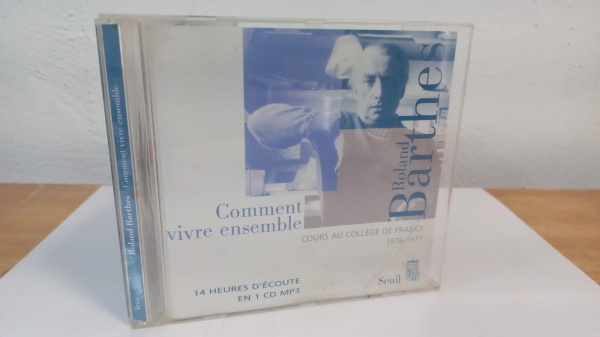 Roland Barthes Comment vivre ensemble
Roland
Barthes
Comment
vivre ensemble
COURS AU COLLÈGE DE FRANCE
1976-1977
14 HEURES D'ÉCOUTE
EN 1 CD MP3
Seuil